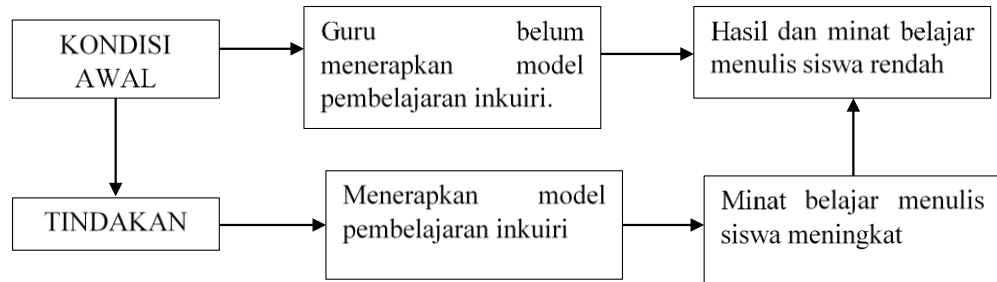 KONDISI
AWAL
Guru belum
menerapkan model
pembelajaran inkuiri.
Hasil dan minat belajar
menulis siswa rendah
TINDAKAN
Menerapkan model
pembelajaran inkuiri
Minat belajar menulis
siswa meningkat